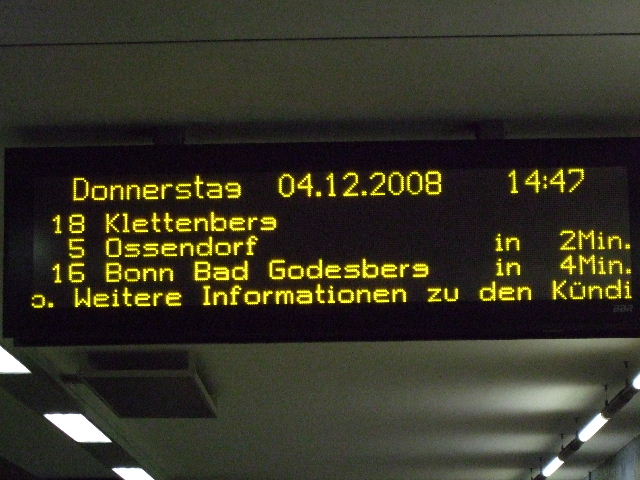 Donnerstag 04.12.2008 14:47
18 Klettenberg
5 Ossendorf in 2Min.
16 Bonn Bad Godesberg in 4Min.
o. Weitere Informationen zu den Kündi